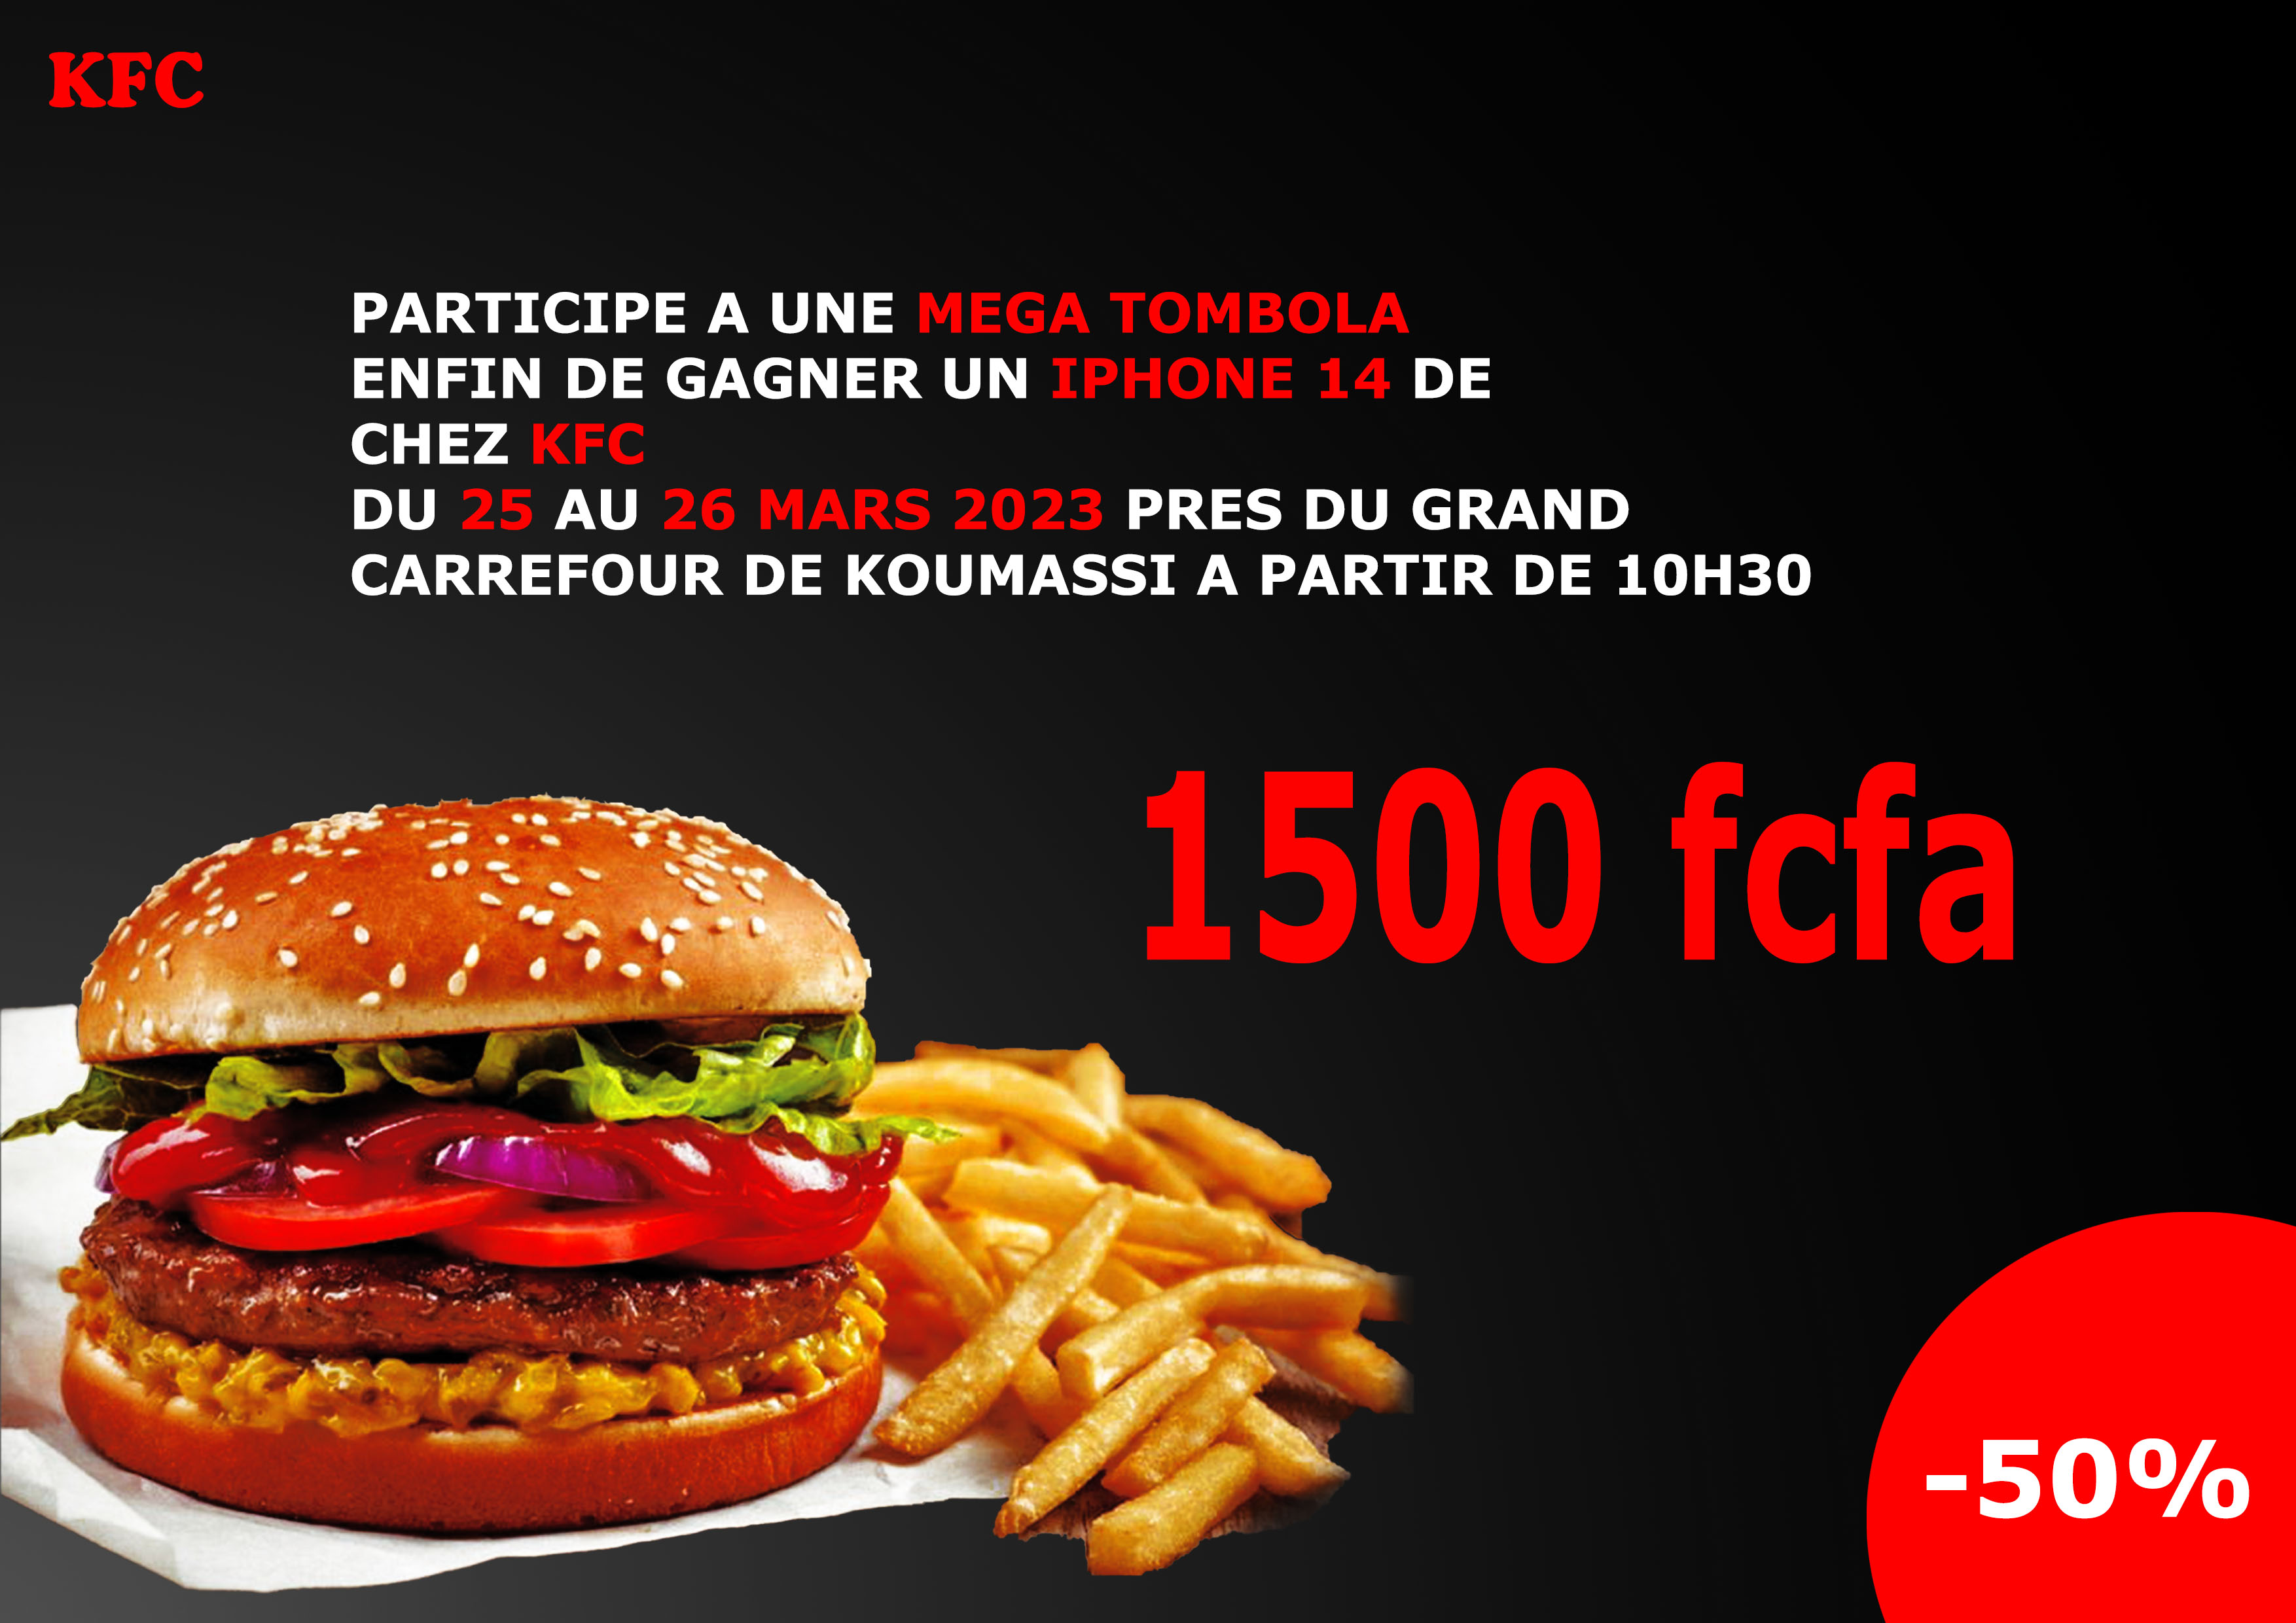 KFC
PARTICIPE A UNE MEGA TOMBOLA
ENFIN DE GAGNER UN IPHONE 14 DE
CHEZ KFC
DU 25 AU 26 MARS 2023 PRES DU GRAND
CARREFOUR DE KOUMASSI A PARTIR DE 10H30
1500 fcfa
-50%